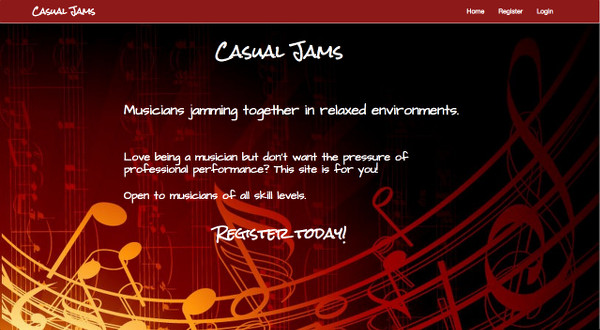 Casual Jams
Home Register Login
Casual Jams
Musicians jamming together in relaxed environments.
Love being a musician but don't want the pressure of
professional performance? This site is for you!
Open to musicians of all skill levels.
Register today!